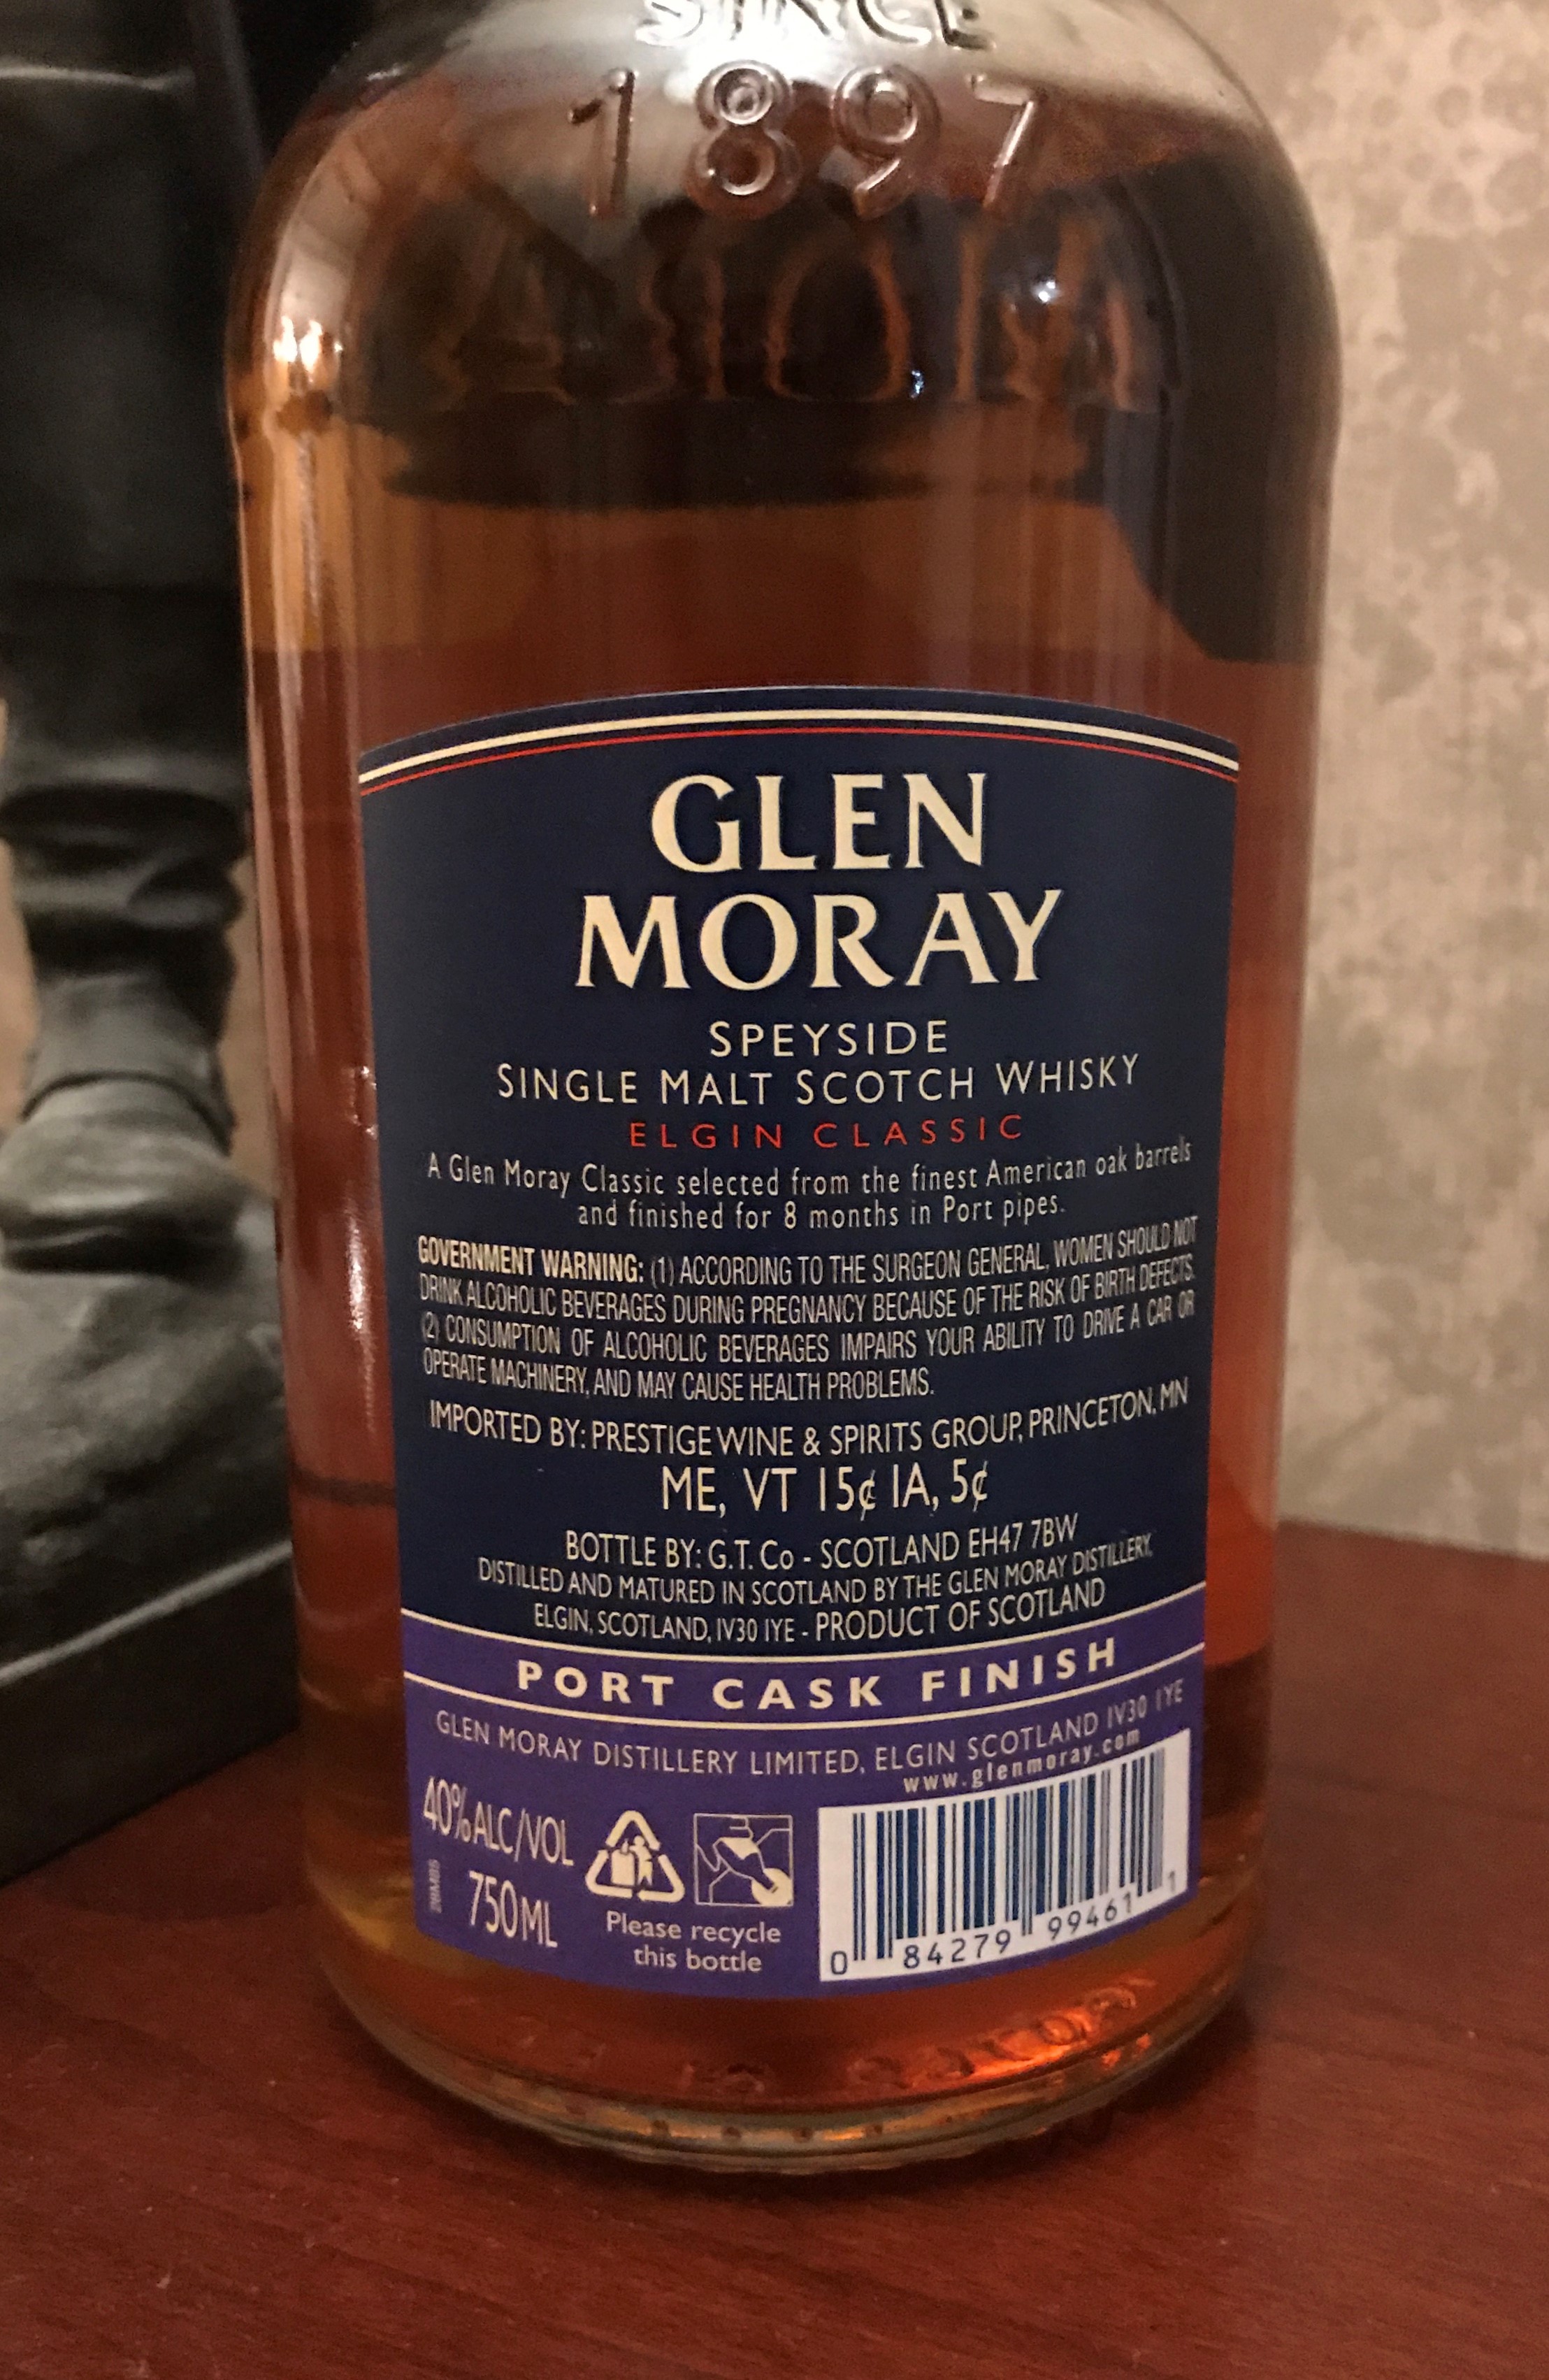 SINCE
1897
GLEN
MORAY
SPEYSIDE
SINGLE MALT SCOTCH WHISKY
ELGIN CLASSIC
A Glen Moray Classic selected from the finest American oak barrels
and finished for 8 months in Port pipes.
GOVERNMENT WARNING: (1) ACCORDING TO THE SURGEON GENERAL, WOMEN SHOULD NOT
DRINK ALCOHOLIC BEVERAGES DURING PREGNANCY BECAUSE OF THE RISK OF BIRTH DEFECTS.
(2) CONSUMPTION OF ALCOHOLIC BEVERAGES IMPAIRS YOUR ABILITY TO DRIVE A CAR OR
OPERATE MACHINERY, AND MAY CAUSE HEALTH PROBLEMS.
IMPORTED BY: PRESTIGE WINE & SPIRITS GROUP, PRINCETON, MN
ME, VT 15¢ IA, 5¢
BOTTLE BY: G.T. Co - SCOTLAND EH47 7BW
DISTILLED AND MATURED IN SCOTLAND BY THE GLEN MORAY DISTILLERY,
ELGIN, SCOTLAND, IV30 1YE - PRODUCT OF SCOTLAND
PORT CASK FINISH
GLEN MORAY DISTILLERY LIMITED, ELGIN SCOTLAND IV30 1YE
www.glenmoray.com
40%ALC/VOL
750ML
Please recycle
this bottle
0 84279 99461 1